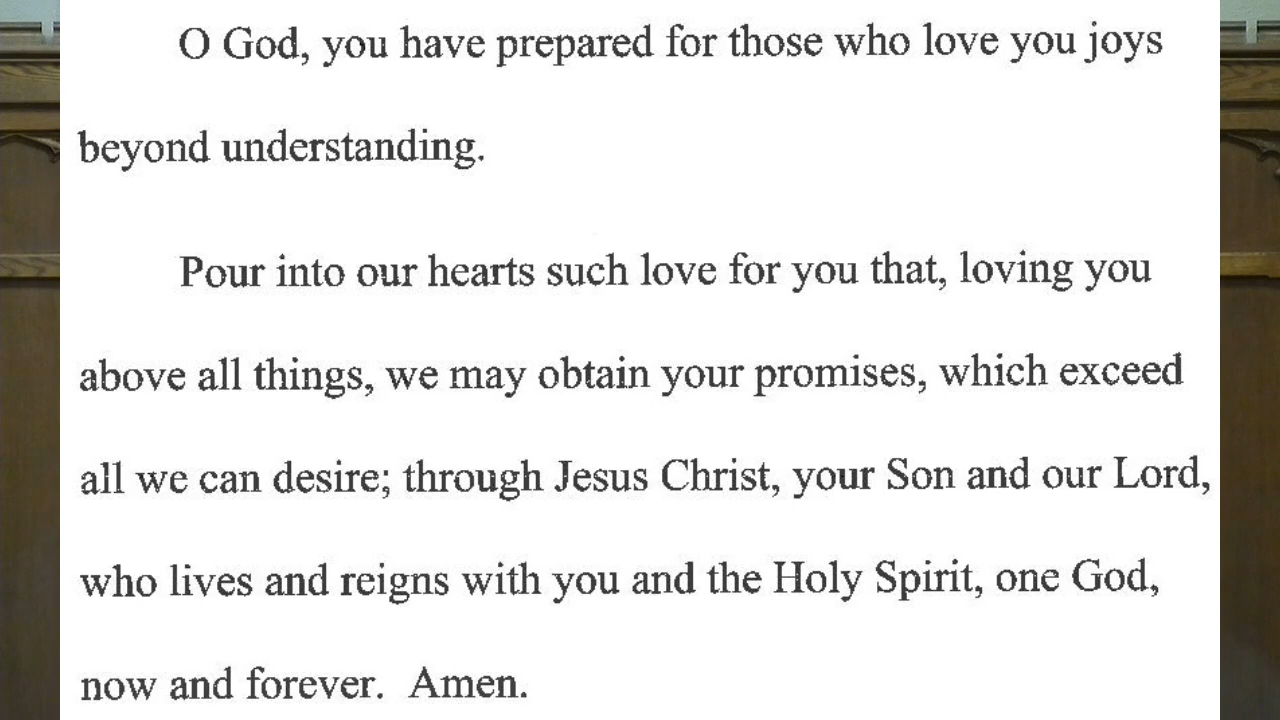 O God, you have prepared for those who love you joys
beyond understanding.
Pour into our hearts such love for you that, loving you
above all things, we may obtain your promises, which exceed
all we can desire; through Jesus Christ, your Son and our Lord,
who lives and reigns with you and the Holy Spirit, one God,
now and forever.  Amen.